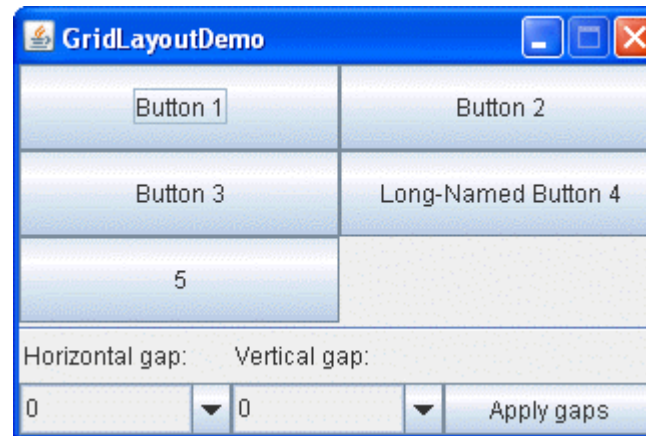 GridLayoutDemo
Button 1 Button 2
Button 3 Long-Named Button 4
5
Horizontal gap: Vertical gap:
0 0 Apply gaps